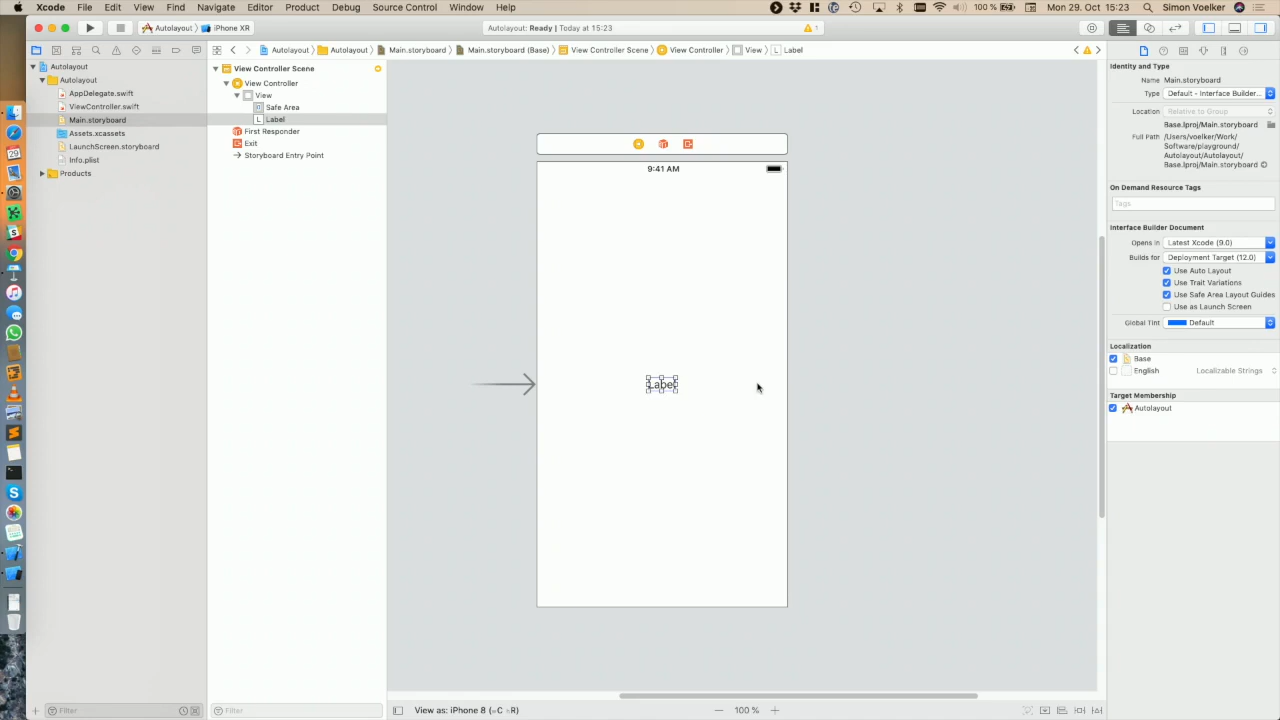 Xcode File Edit View Find Navigate Editor Product Debug Source Control Window Help
100 % Mon 29. Oct 15:23 Simon Voelker
Autolayout iPhone XR
Autolayout: Ready | Today at 15:23
1
Autolayout Autolayout Main.storyboard Main.storyboard (Base) View Controller Scene View Controller View L Label
Autolayout
Autolayout
AppDelegate.swift
ViewController.swift
Main.storyboard
Assets.xcassets
LaunchScreen.storyboard
Info.plist
Products
View Controller Scene
View Controller
View
Safe Area
L Label
First Responder
Exit
Storyboard Entry Point
9:41 AM
Label
Identity and Type
Name Main.storyboard
Type Default - Interface Builder...
Location Relative to Group
Base.lproj/Main.storyboard
Full Path /Users/voelker/Work/
Software/playground/
Autolayout/Autolayout/
Base.lproj/Main.storyboard
On Demand Resource Tags
Tags
Interface Builder Document
Opens in Latest Xcode (9.0)
Builds for Deployment Target (12.0)
Use Auto Layout
Use Trait Variations
Use Safe Area Layout Guides
Use as Launch Screen
Global Tint Default
Localization
Base
English Localizable Strings
Target Membership
Autolayout
Filter
Filter
View as: iPhone 8 (wC hR)
100 %